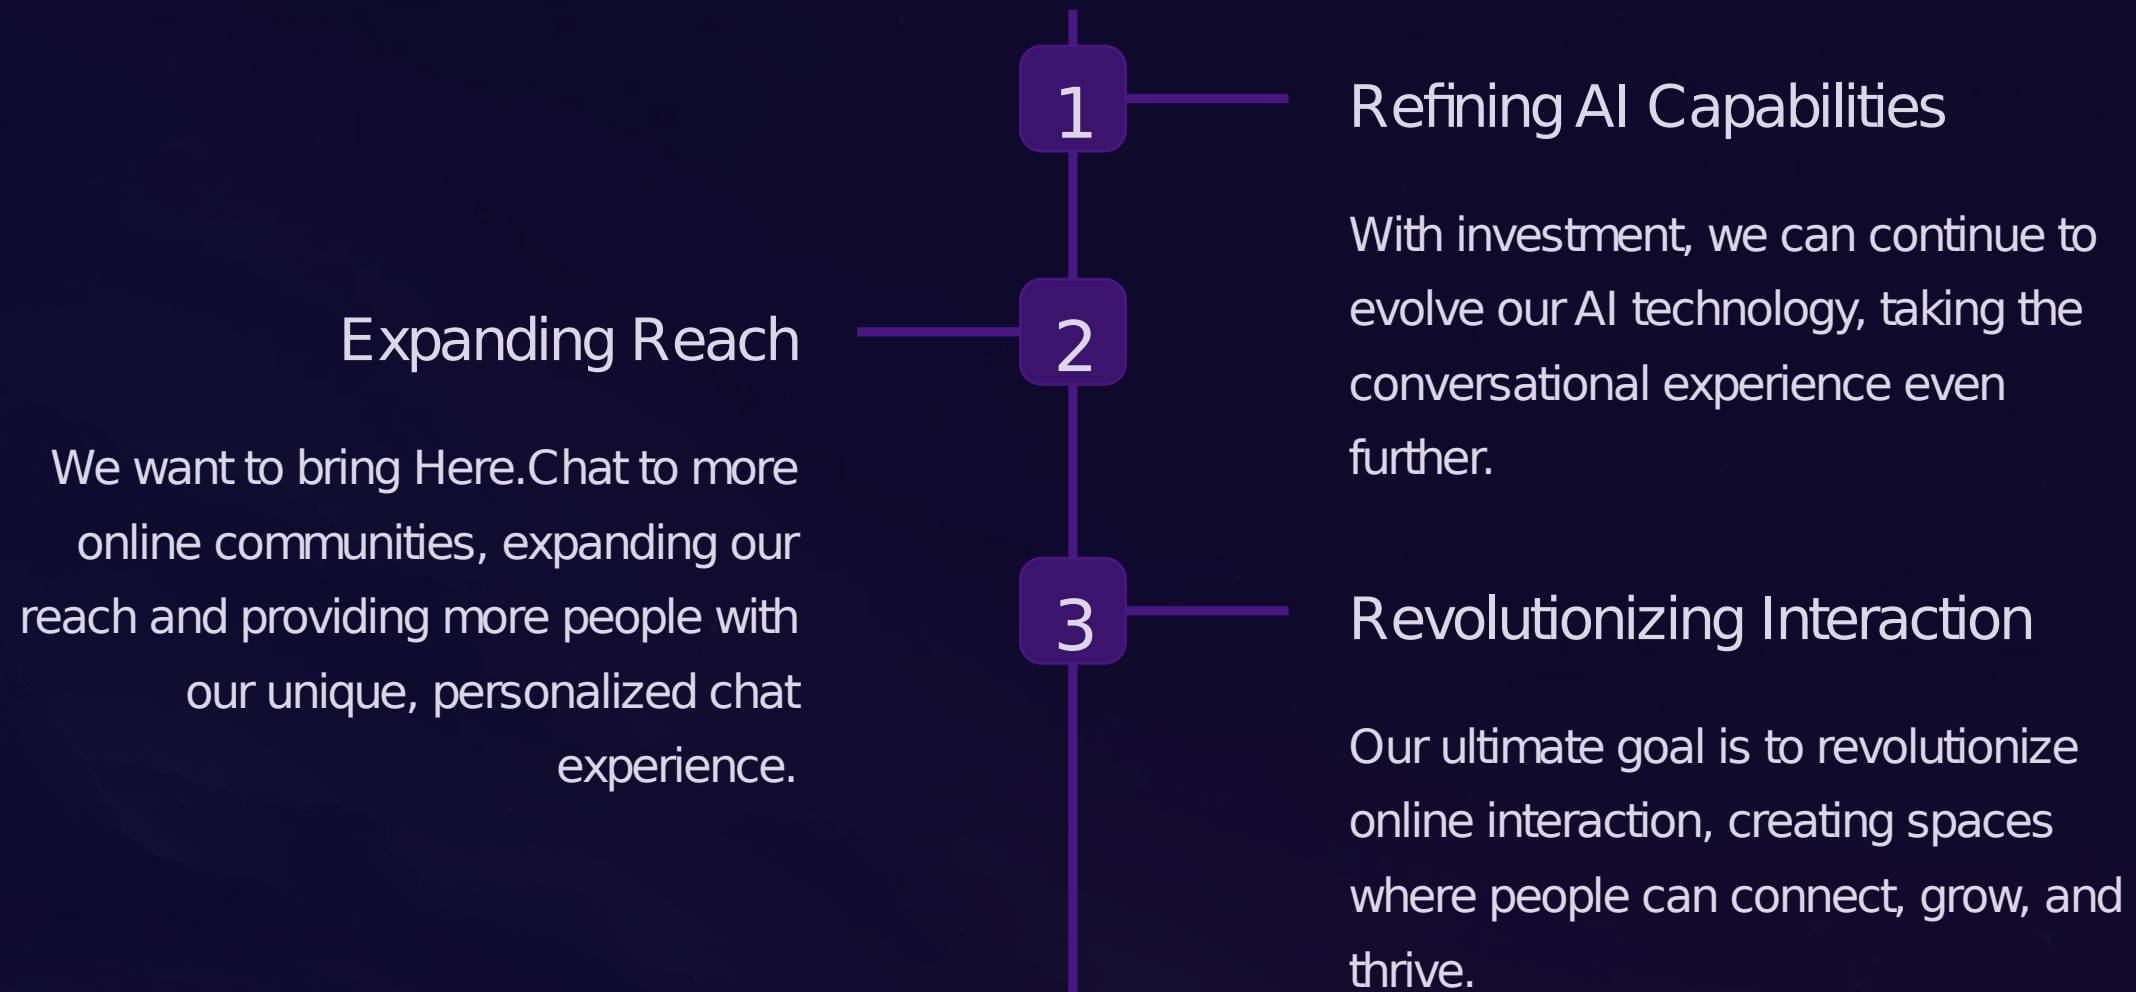 1
Refining AI Capabilities
With investment, we can continue to
evolve our AI technology, taking the
conversational experience even
further.
2
Expanding Reach
We want to bring Here.Chat to more
online communities, expanding our
reach and providing more people with
our unique, personalized chat
experience.
3
Revolutionizing Interaction
Our ultimate goal is to revolutionize
online interaction, creating spaces
where people can connect, grow, and
thrive.